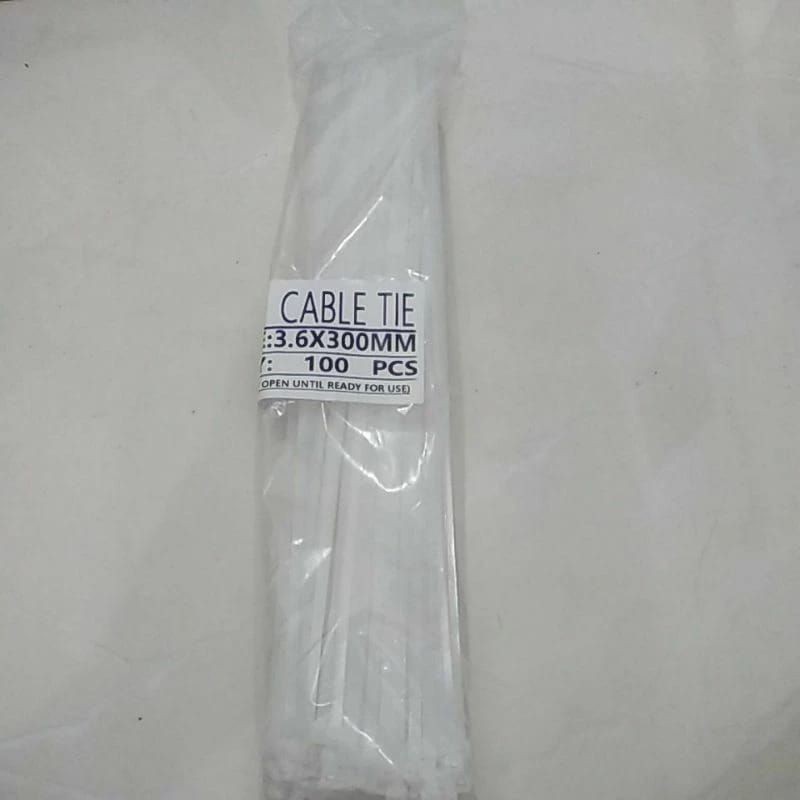 CABLE TIE
E:3.6X300MM
Y: 100 PCS
OPEN UNTIL READY FOR USE)